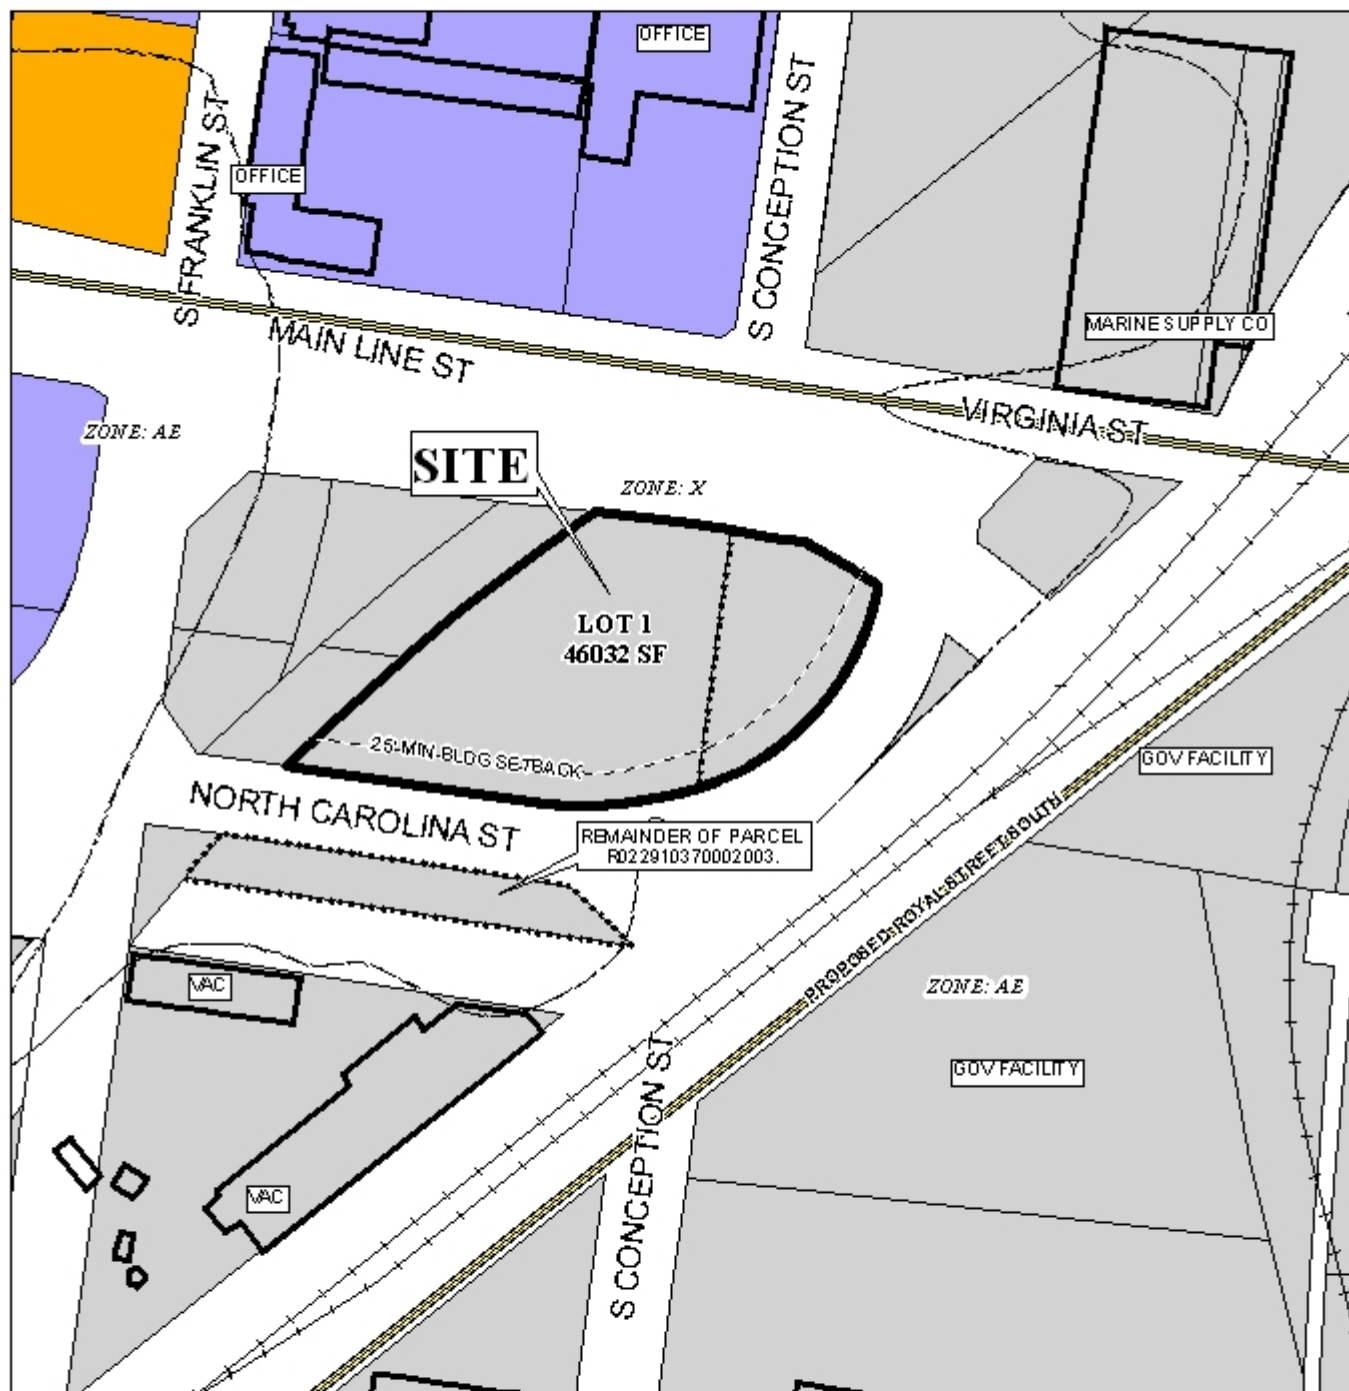 OFFICE
S FRANKLIN ST
OFFICE
S CONCEPTION ST
MARINE SUPPLY CO
MAIN LINE ST
VIRGINIA ST
ZONE: AE
SITE
ZONE: X
LOT 1
46032 SF
25' MIN BLDG SETBACK
GOV FACILITY
NORTH CAROLINA ST
REMAINDER OF PARCEL
R022910370002003.
PROPOSED ROYAL STREET SOUTH
VAC
ZONE: AE
GOV FACILITY
VAC
S CONCEPTION ST